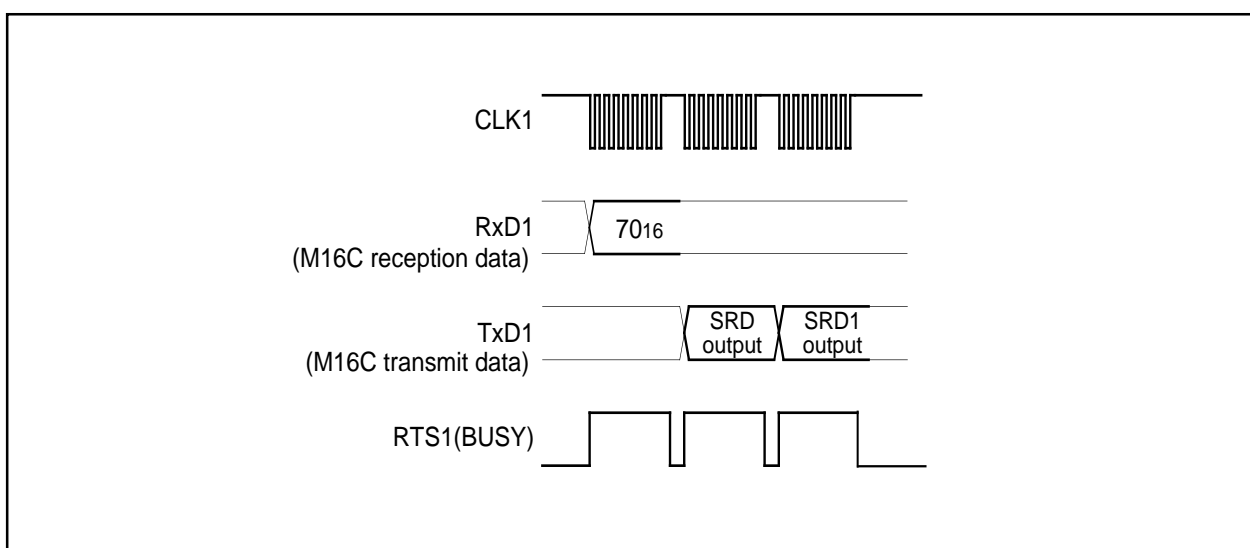 CLK1
RxD1
(M16C reception data)
7016
TxD1
(M16C transmit data)
SRD
output
SRD1
output
RTS1(BUSY)